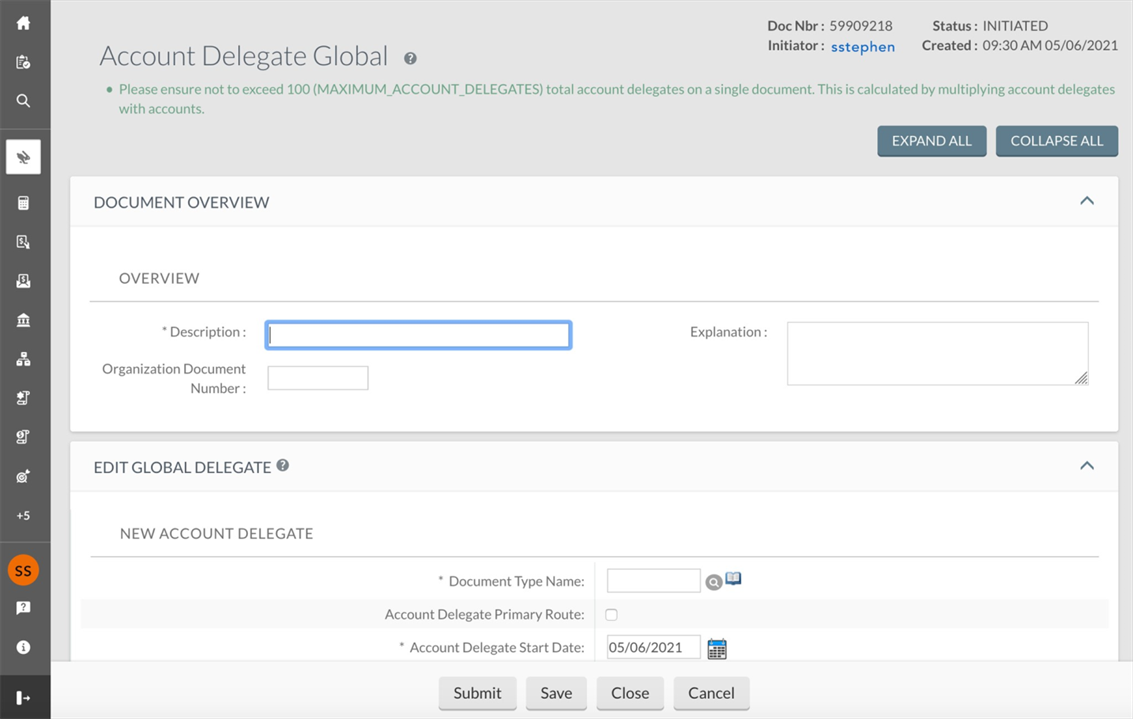 Doc Nbr : 59909218 Status : INITIATED
Initiator : sstephen Created : 09:30 AM 05/06/2021
Account Delegate Global ?
• Please ensure not to exceed 100 (MAXIMUM_ACCOUNT_DELEGATES) total account delegates on a single document. This is calculated by multiplying account delegates
with accounts.
EXPAND ALL COLLAPSE ALL
DOCUMENT OVERVIEW
OVERVIEW
* Description :
Explanation :
Organization Document
Number :
EDIT GLOBAL DELEGATE ?
NEW ACCOUNT DELEGATE
* Document Type Name:
Account Delegate Primary Route:
* Account Delegate Start Date: 05/06/2021
+5
SS
Submit Save Close Cancel